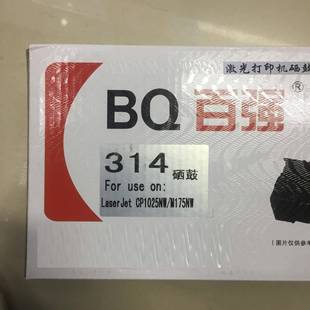 激光打印机硒鼓
BQ 百强®
314 硒鼓
For use on:
LaserJet CP1025NW/M175NW
(图片仅供参考